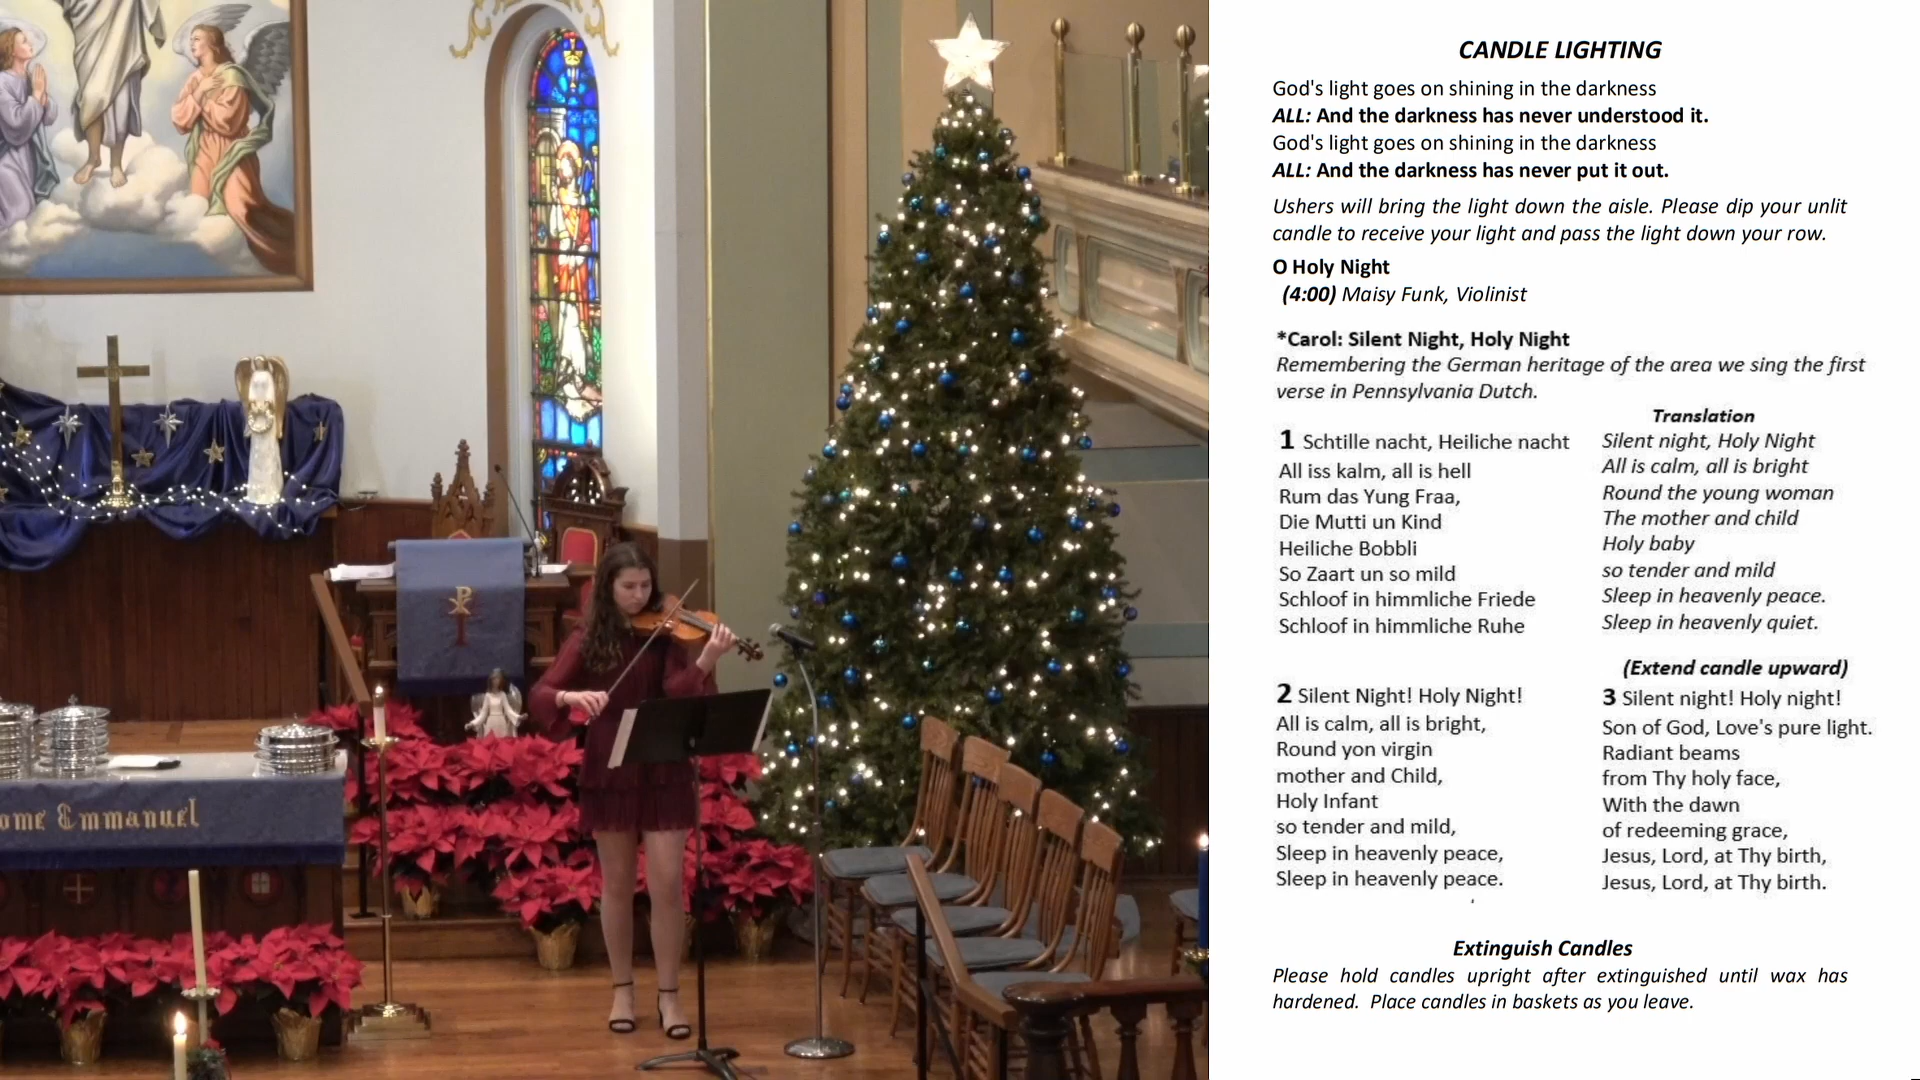 ome Emmanuel
CANDLE LIGHTING
God's light goes on shining in the darkness
ALL: And the darkness has never understood it.
God's light goes on shining in the darkness
ALL: And the darkness has never put it out.
Ushers will bring the light down the aisle. Please dip your unlit
candle to receive your light and pass the light down your row.
O Holy Night
(4:00) Maisy Funk, Violinist
*Carol: Silent Night, Holy Night
Remembering the German heritage of the area we sing the first
verse in Pennsylvania Dutch.
1 Schtille nacht, Heiliche nacht
All iss kalm, all is hell
Rum das Yung Fraa,
Die Mutti un Kind
Heiliche Bobbli
So Zaart un so mild
Schloof in himmliche Friede
Schloof in himmliche Ruhe
Translation
Silent night, Holy Night
All is calm, all is bright
Round the young woman
The mother and child
Holy baby
so tender and mild
Sleep in heavenly peace.
Sleep in heavenly quiet.
2 Silent Night! Holy Night!
All is calm, all is bright,
Round yon virgin
mother and Child,
Holy Infant
so tender and mild,
Sleep in heavenly peace,
Sleep in heavenly peace.
(Extend candle upward)
3 Silent night! Holy night!
Son of God, Love's pure light.
Radiant beams
from Thy holy face,
With the dawn
of redeeming grace,
Jesus, Lord, at Thy birth,
Jesus, Lord, at Thy birth.
Extinguish Candles
Please hold candles upright after extinguished until wax has
hardened. Place candles in baskets as you leave.